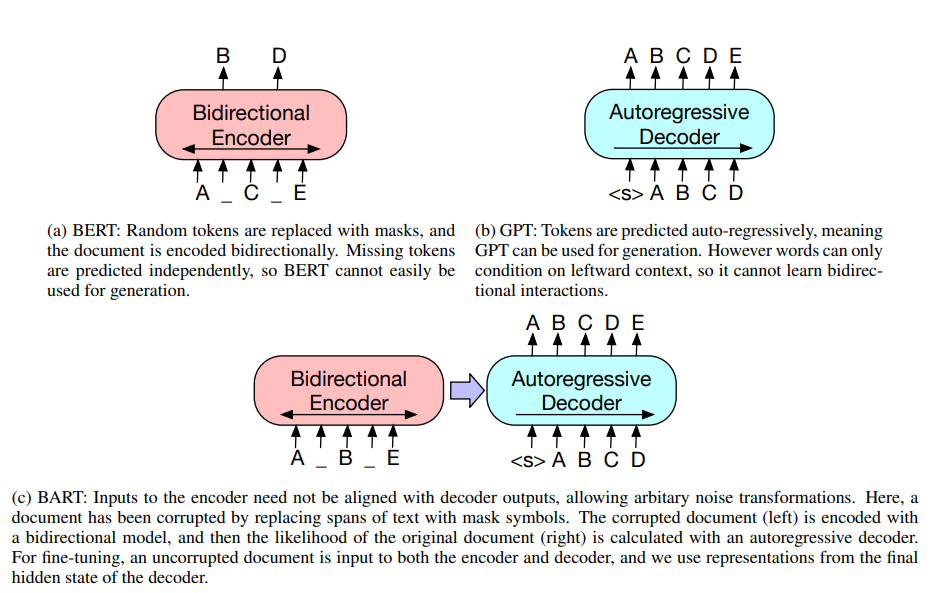 B D
A B C D E
Bidirectional
Encoder
Autoregressive
Decoder
A _ C _ E
<s> A B C D
(a) BERT: Random tokens are replaced with masks, and
the document is encoded bidirectionally. Missing tokens
are predicted independently, so BERT cannot easily be
used for generation.
(b) GPT: Tokens are predicted auto-regressively, meaning
GPT can be used for generation. However words can only
condition on leftward context, so it cannot learn bidirec-
tional interactions.
A B C D E
Bidirectional
Encoder
Autoregressive
Decoder
A _ B _ E
<s> A B C D
(c) BART: Inputs to the encoder need not be aligned with decoder outputs, allowing arbitary noise transformations. Here, a
document has been corrupted by replacing spans of text with mask symbols. The corrupted document (left) is encoded with
a bidirectional model, and then the likelihood of the original document (right) is calculated with an autoregressive decoder.
For fine-tuning, an uncorrupted document is input to both the encoder and decoder, and we use representations from the final
hidden state of the decoder.